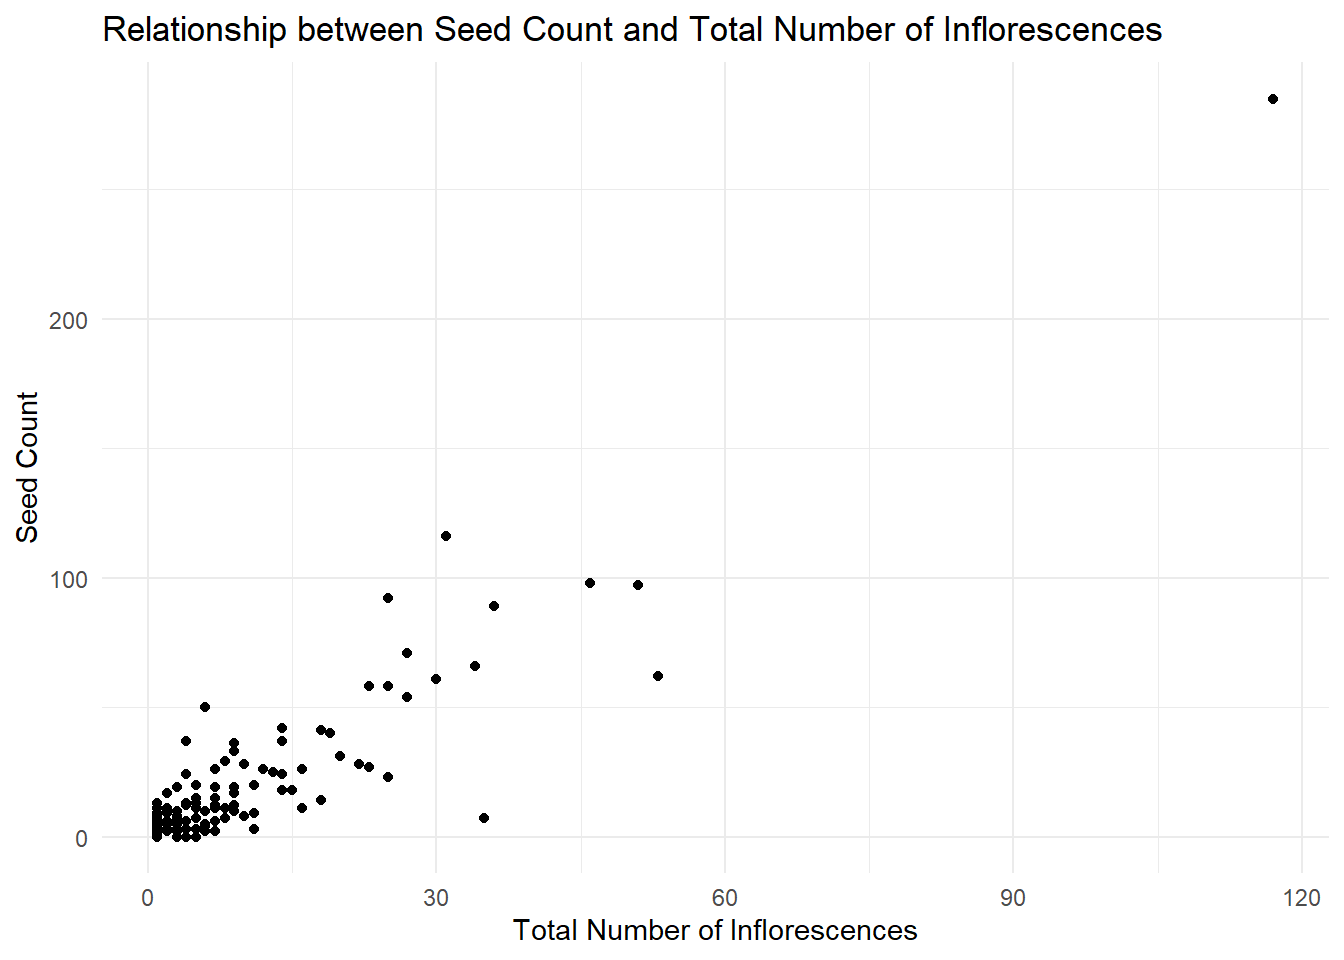 Relationship between Seed Count and Total Number of Inflorescences
200
100
0
Seed Count
0 30 60 90 120
Total Number of Inflorescences